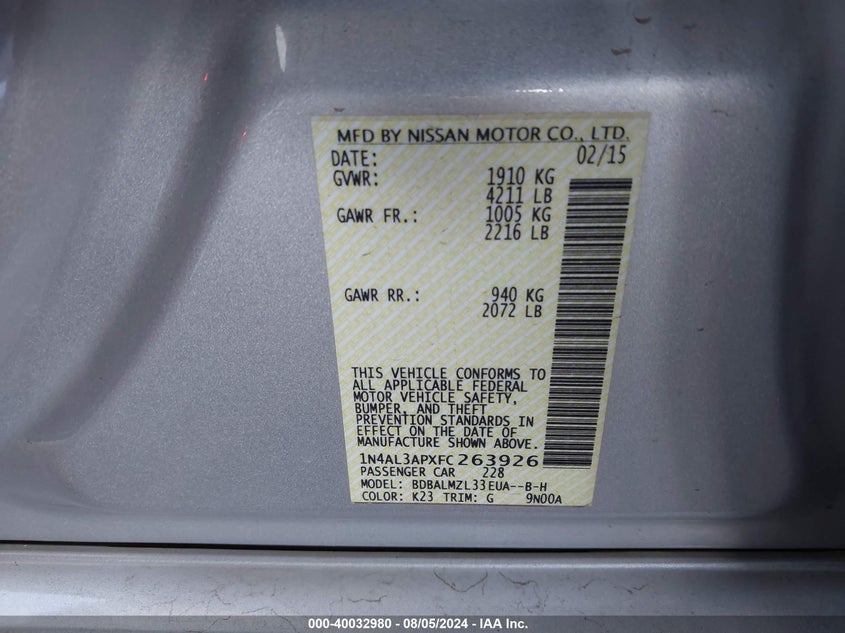 MFD BY NISSAN MOTOR CO., LTD.
DATE: 02/15
GVWR: 1910 KG
4211 LB
GAWR FR.: 1005 KG
2216 LB
GAWR RR.: 940 KG
2072 LB
THIS VEHICLE CONFORMS TO
ALL APPLICABLE FEDERAL
MOTOR VEHICLE SAFETY,
BUMPER, AND THEFT
PREVENTION STANDARDS IN
EFFECT ON THE DATE OF
MANUFACTURE SHOWN ABOVE.
1N4AL3APXFC263926
PASSENGER CAR 228
MODEL: BDBALMZL33EUA--B-H
COLOR: K23 TRIM: G 9N00A
000-40032980 - 08/05/2024 - IAA Inc.